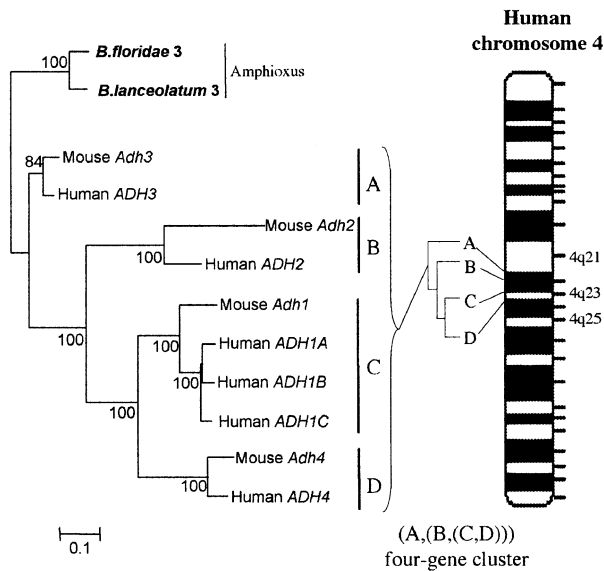 Human
chromosome 4
100
B.floridae 3
B.lanceolatum 3
Amphioxus
84
Mouse Adh3
Human ADH3
A
100
Mouse Adh2
Human ADH2
B
100
Mouse Adh1
100
Human ADH1A
Human ADH1B
Human ADH1C
C
100
100
Mouse Adh4
Human ADH4
100
D
A
B
C
D
4q21
4q23
4q25
0.1
(A,(B,(C,D)))
four-gene cluster